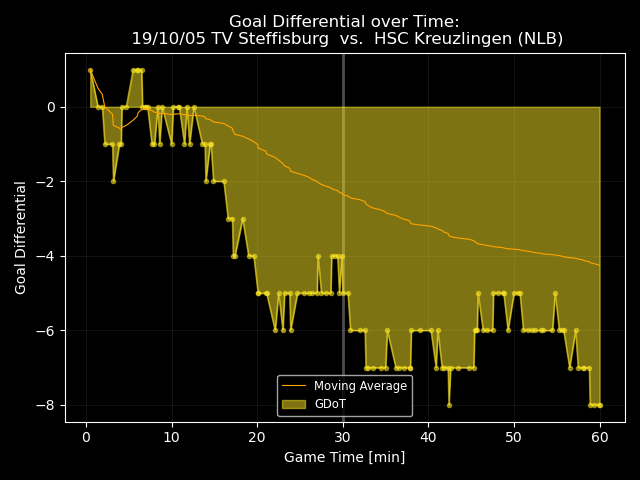 Goal Differential over Time:
19/10/05 TV Steffisburg  vs.  HSC Kreuzlingen (NLB)
Goal Differential
0
−2
−4
−6
−8
Moving Average
GDoT
0 10 20 30 40 50 60
Game Time [min]